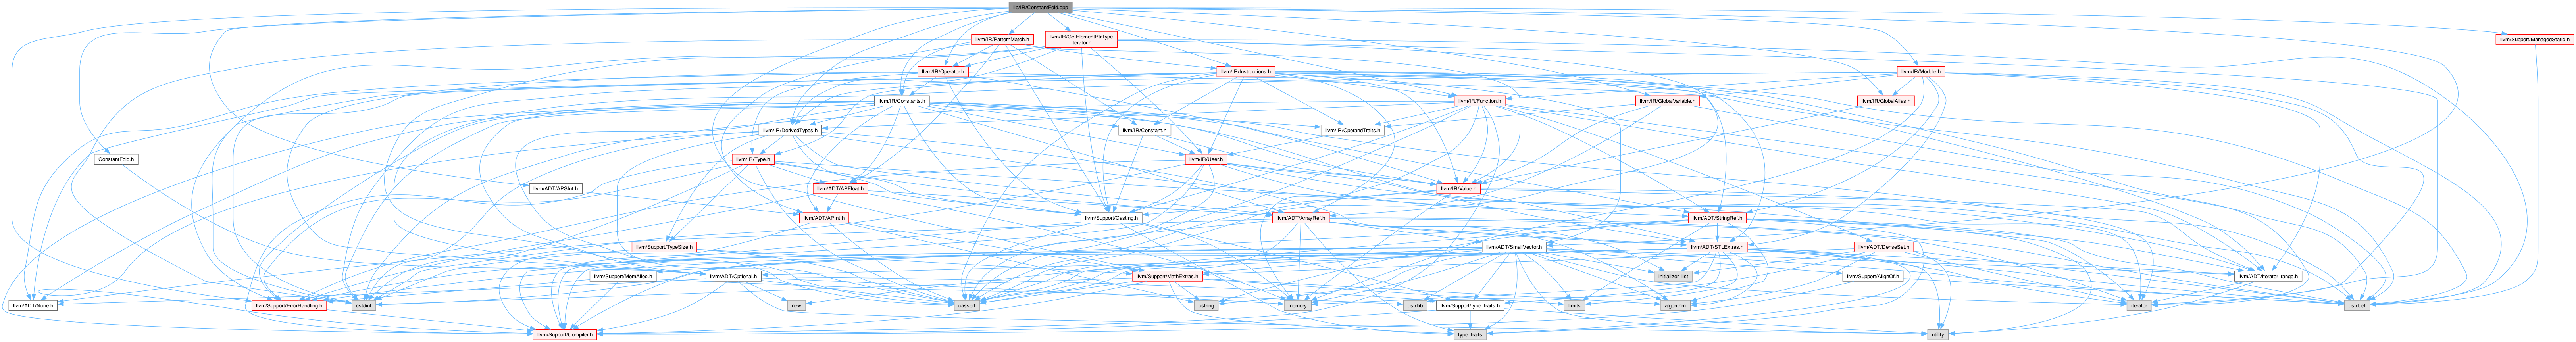 lib/IR/ConstantFold.cpp
llvm/IR/PatternMatch.h
llvm/IR/GetElementPtrType
Iterator.h
llvm/Support/ManagedStatic.h
llvm/IR/Operator.h
llvm/IR/Instructions.h
llvm/IR/Module.h
llvm/IR/Constants.h
llvm/IR/Function.h
llvm/IR/GlobalVariable.h
llvm/IR/GlobalAlias.h
llvm/IR/DerivedTypes.h
llvm/IR/Constant.h
llvm/IR/OperandTraits.h
ConstantFold.h
llvm/IR/Type.h
llvm/IR/User.h
llvm/ADT/APSInt.h
llvm/ADT/APFloat.h
llvm/IR/Value.h
llvm/ADT/APInt.h
llvm/Support/Casting.h
llvm/ADT/ArrayRef.h
llvm/ADT/StringRef.h
llvm/Support/TypeSize.h
llvm/ADT/SmallVector.h
llvm/ADT/STLExtras.h
llvm/ADT/DenseSet.h
llvm/Support/MemAlloc.h
llvm/ADT/Optional.h
llvm/Support/MathExtras.h
initializer_list
llvm/Support/AlignOf.h
llvm/ADT/iterator_range.h
llvm/ADT/None.h
llvm/Support/ErrorHandling.h
cstdint
new
cassert
cstring
memory
cstdlib
llvm/Support/type_traits.h
limits
algorithm
iterator
cstddef
llvm/Support/Compiler.h
type_traits
utility